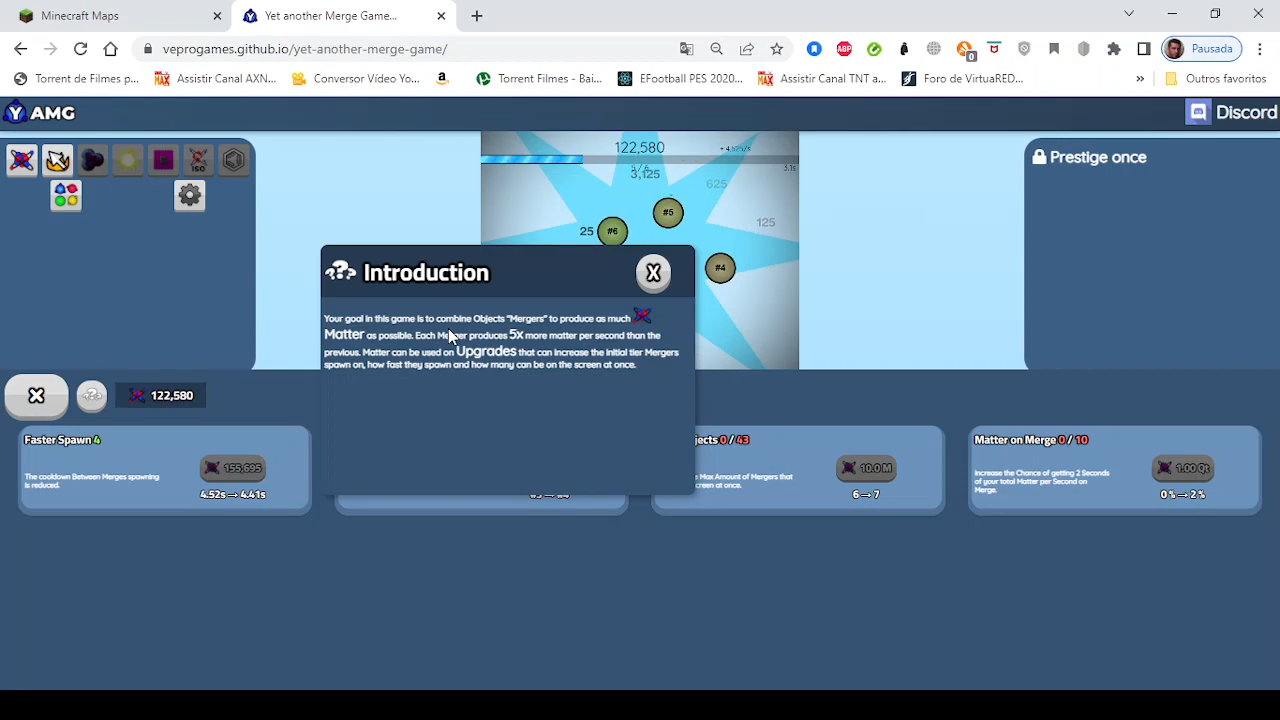 Minecraft Maps
Yet another Merge Game...
veprogames.github.io/yet-another-merge-game/
ABP
0
Pausada
Torrent de Filmes p...
MAX Assistir Canal AXN...
Conversor Vídeo Yo...
a
Torrent Filmes - Bai...
EFootball PES 2020...
MAX Assistir Canal TNT a...
Foro de VirtuaRED...
»
Outros favoritos
Y AMG
Discord
ISO
122,580
3,125
3.1s
625
125
#5
25 #6
#4
Prestige once
Introduction
X
Your goal in this game is to combine Objects "Mergers" to produce as much
Matter as possible. Each Merger produces 5x more matter per second than the
previous. Matter can be used on Upgrades that can increase the initial tier Mergers
spawn on, how fast they spawn and how many can be on the screen at once.
X
122,580
Faster Spawn 4
The cooldown Between Merges spawning
is reduced.
155,695
4.52s→4.41s
jects 0 / 43
Max Amount of Mergers that
screen at once.
10.0 M
6→7
Matter on Merge 0 / 10
Increase the Chance of getting 2 Seconds
of your total Matter per Second on
Merge.
1.00 Qt
0 %→2 %